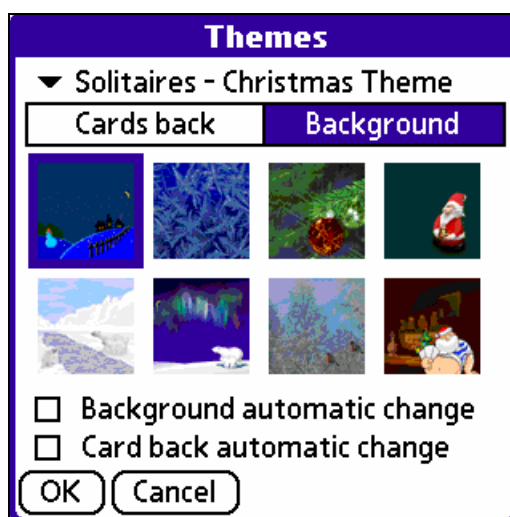 Themes
Solitaires - Christmas Theme
Cards back Background
Background automatic change
Card back automatic change
OK Cancel